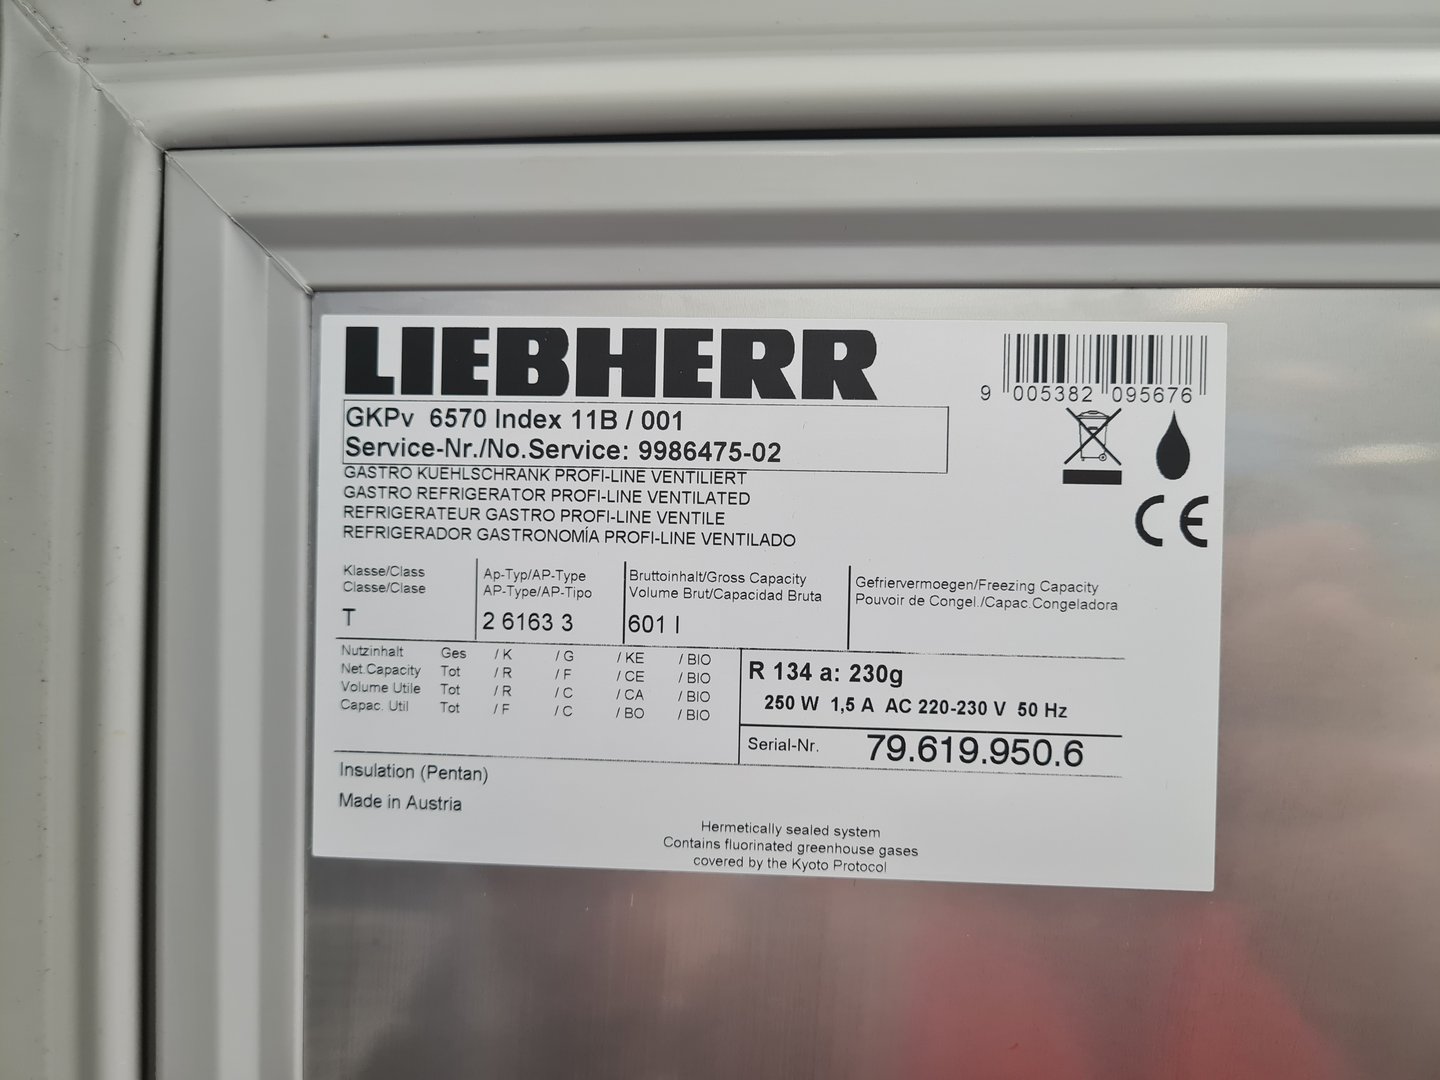 LIEBHERR
9 005382 095676
GKPv 6570 Index 11B / 001
Service-Nr./No.Service: 9986475-02
GASTRO KUEHLSCHRANK PROFI-LINE VENTILIERT
GASTRO REFRIGERATOR PROFI-LINE VENTILATED
REFRIGERATEUR GASTRO PROFI-LINE VENTILE
REFRIGERADOR GASTRONOMÍA PROFI-LINE VENTILADO
CE
Klasse/Class
Classe/Clase
T
Ap-Typ/AP-Type
AP-Type/AP-Tipo
2 6163 3
Bruttoinhalt/Gross Capacity
Volume Brut/Capacidad Bruta
601 l
Gefriervermoegen/Freezing Capacity
Pouvoir de Congel./Capac.Congeladora
Nutzinhalt Ges / K / G / KE / BIO
Net.Capacity Tot / R / F / CE / BIO
Volume Utile Tot / R / C / CA / BIO
Capac. Util Tot / F / C / BO / BIO
R 134 a: 230g
250 W 1,5 A AC 220-230 V 50 Hz
Serial-Nr. 79.619.950.6
Insulation (Pentan)
Made in Austria
Hermetically sealed system
Contains fluorinated greenhouse gases
covered by the Kyoto Protocol